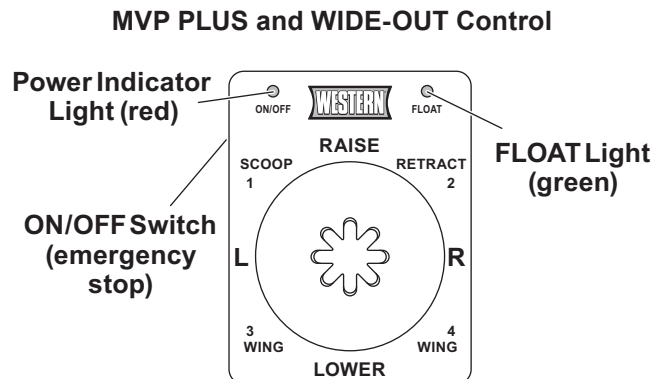 MVP PLUS and WIDE-OUT Control
Power Indicator
Light (red)
ON/OFF
WESTERN
FLOAT
RAISE
SCOOP
1
RETRACT
2
FLOAT Light
(green)
ON/OFF Switch
(emergency
stop)
L
R
3
WING
4
WING
LOWER